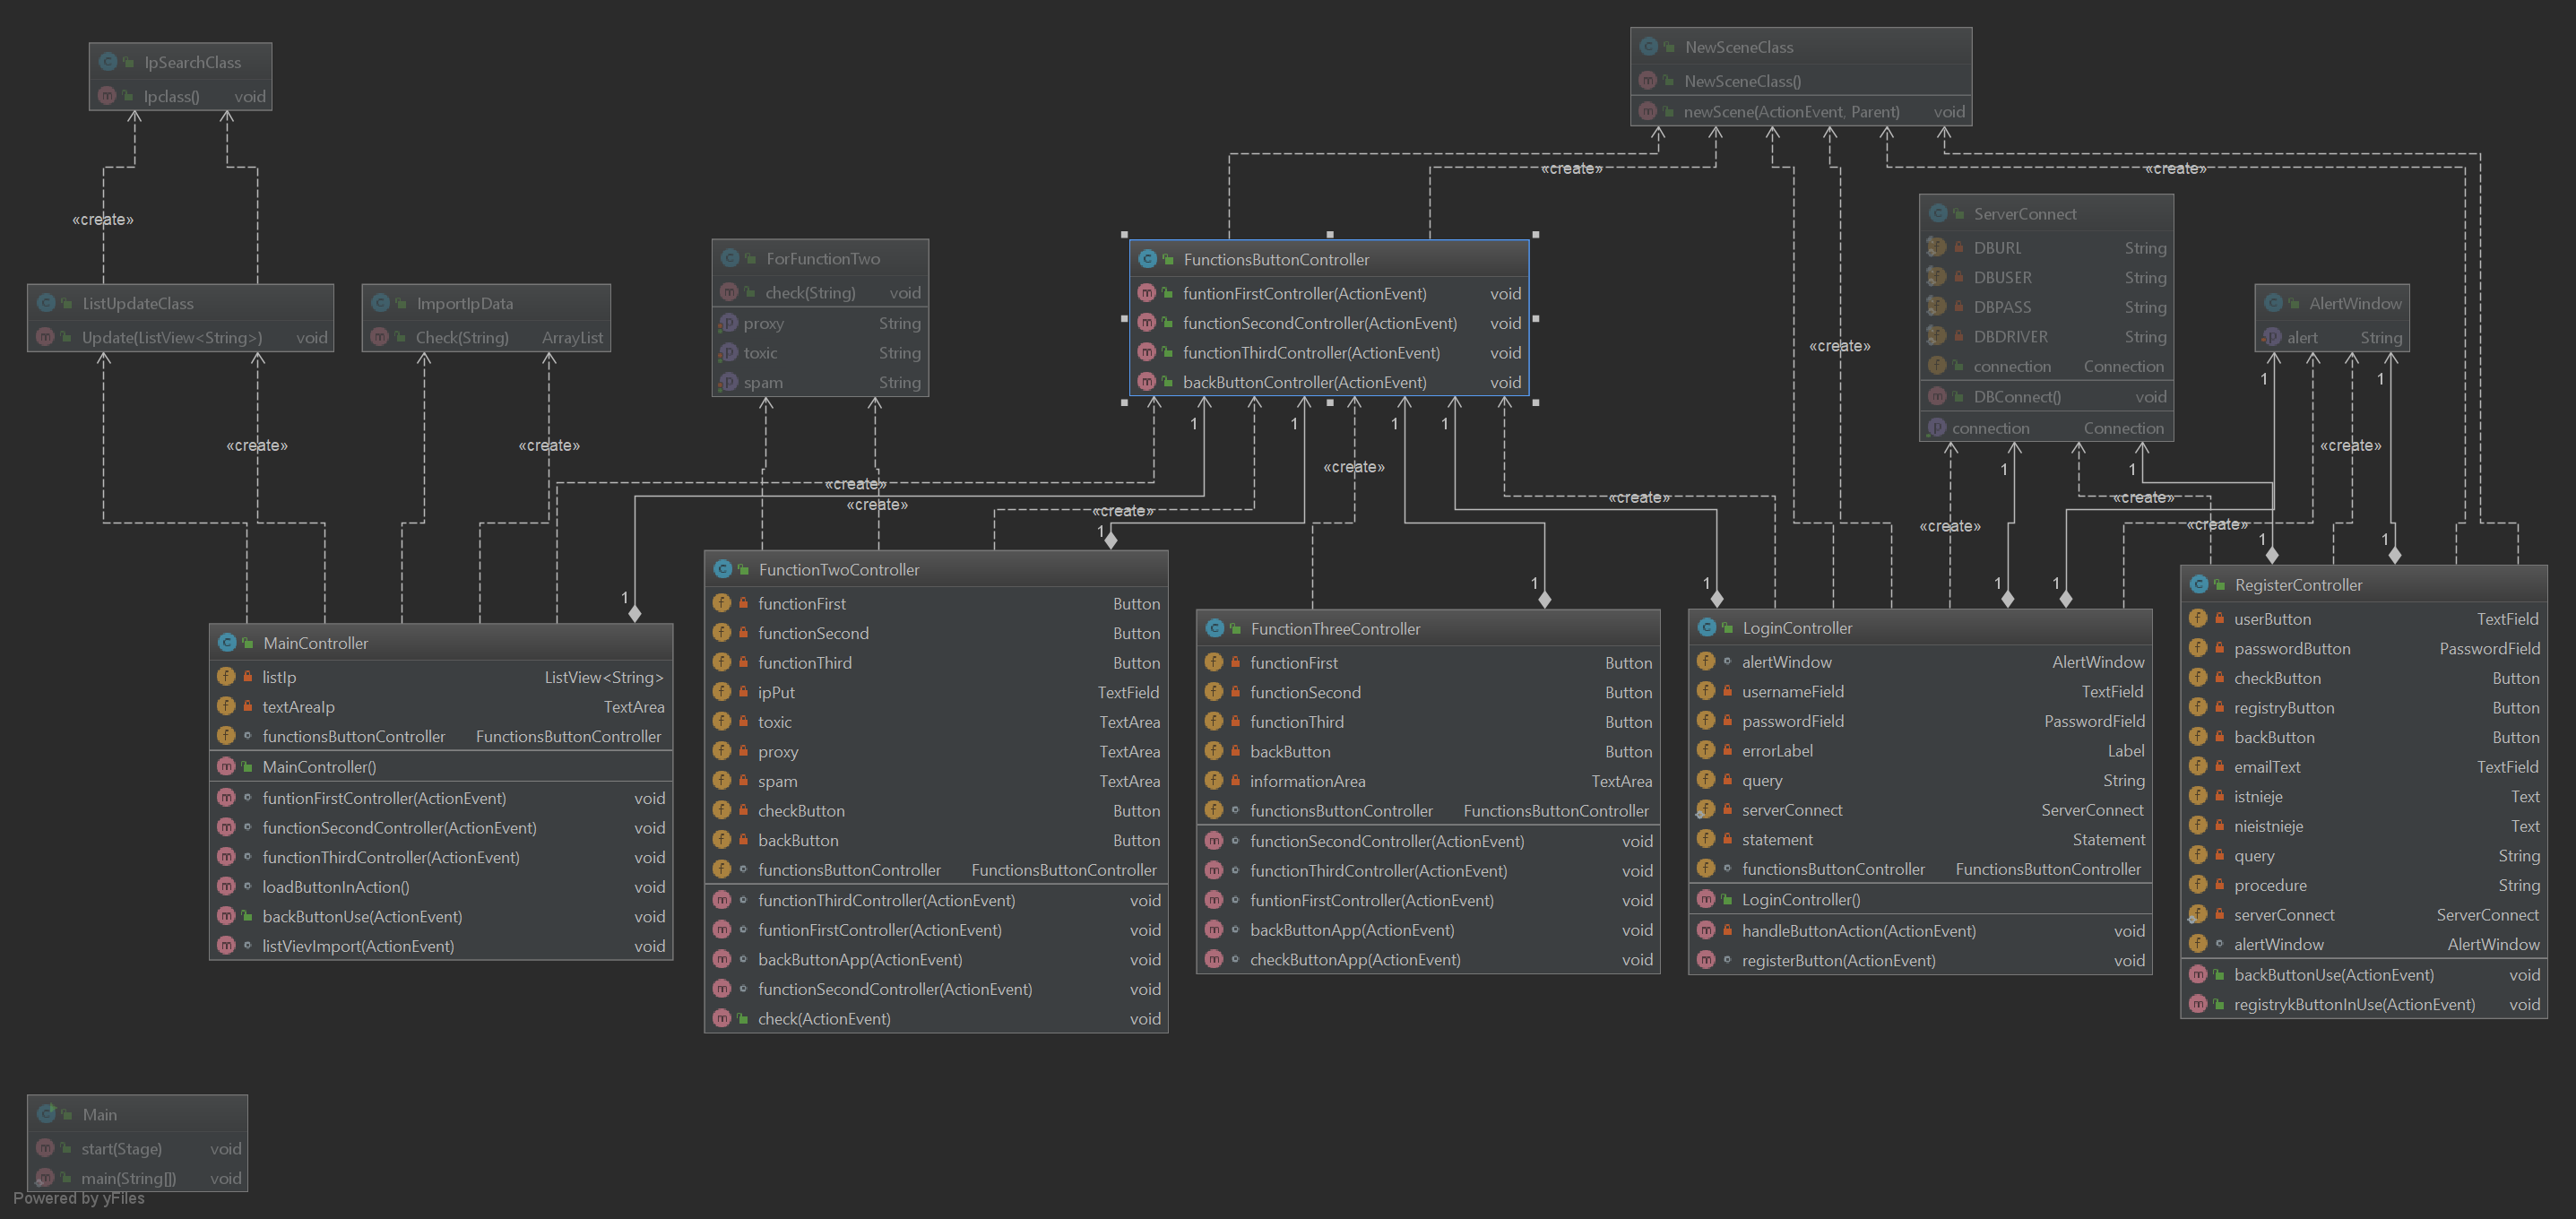 IpSearchClass
Ipclass() void
NewSceneClass
NewSceneClass()
newScene(ActionEvent, Parent) void
«create»
«create»
«create»
ServerConnect
DBURL String
DBUSER String
DBPASS String
DBDRIVER String
connection Connection
DBConnect() void
connection Connection
ForFunctionTwo
check(String) void
proxy String
toxic String
spam String
FunctionsButtonController
funtionFirstController(ActionEvent) void
functionSecondController(ActionEvent) void
functionThirdController(ActionEvent) void
backButtonController(ActionEvent) void
ListUpdateClass
Update(ListView<String>) void
ImportIpData
Check(String) ArrayList
AlertWindow
alert String
«create»
1 1
1 1 1 1
«create» «create» «create»
«create» 1 1
«create» «create» «create»
«create» «create» «create» «create»
1 1 1
1 1 1 1 1
MainController
listIp ListView<String>
textAreaIp TextArea
functionsButtonController FunctionsButtonController
MainController()
funtionFirstController(ActionEvent) void
functionSecondController(ActionEvent) void
functionThirdController(ActionEvent) void
loadButtonInAction() void
backButtonUse(ActionEvent) void
listVievImport(ActionEvent) void
FunctionTwoController
functionFirst Button
functionSecond Button
functionThird Button
ipPut TextField
toxic TextArea
proxy TextArea
spam TextArea
checkButton Button
backButton Button
functionsButtonController FunctionsButtonController
functionThirdController(ActionEvent) void
funtionFirstController(ActionEvent) void
backButtonApp(ActionEvent) void
functionSecondController(ActionEvent) void
check(ActionEvent) void
FunctionThreeController
functionFirst Button
functionSecond Button
functionThird Button
backButton Button
informationArea TextArea
functionsButtonController FunctionsButtonController
functionSecondController(ActionEvent) void
functionThirdController(ActionEvent) void
funtionFirstController(ActionEvent) void
backButtonApp(ActionEvent) void
checkButtonApp(ActionEvent) void
LoginController
alertWindow AlertWindow
usernameField TextField
passwordField PasswordField
errorLabel Label
query String
serverConnect ServerConnect
statement Statement
functionsButtonController FunctionsButtonController
LoginController()
handleButtonAction(ActionEvent) void
registerButton(ActionEvent) void
RegisterController
userButton TextField
passwordButton PasswordField
checkButton Button
registryButton Button
backButton Button
emailText TextField
istnieje Text
nieistnieje Text
query String
procedure String
serverConnect ServerConnect
alertWindow AlertWindow
backButtonUse(ActionEvent) void
registrykButtonInUse(ActionEvent) void
Main
start(Stage) void
main(String[]) void
Powered by yFiles